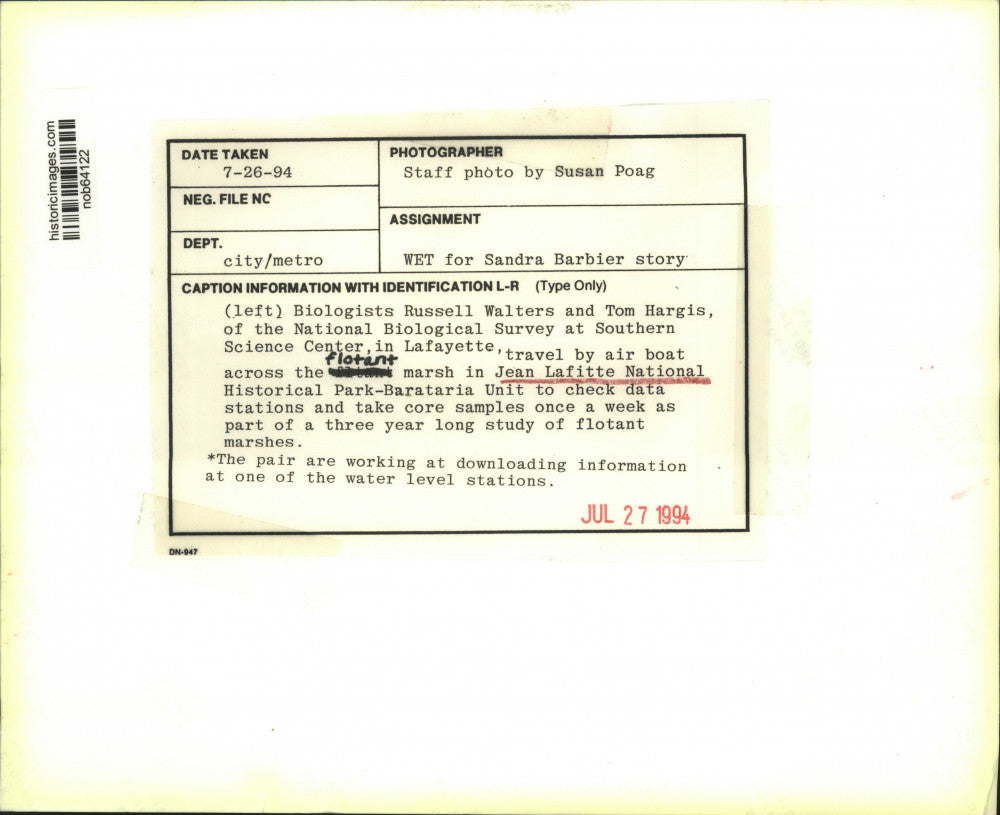 historicimages.com
nob64122
DATE TAKEN
7-26-94
PHOTOGRAPHER
Staff photo by Susan Poag
NEG. FILE NC
ASSIGNMENT
WET for Sandra Barbier story
DEPT.
city/metro
CAPTION INFORMATION WITH IDENTIFICATION L-R (Type Only)
(left) Biologists Russell Walters and Tom Hargis,
of the National Biological Survey at Southern
Science Center, in Lafayette, travel by air boat
across the flotant marsh in Jean Lafitte National
Historical Park-Barataria Unit to check data
stations and take core samples once a week as
part of a three year long study of flotant
marshes.
*The pair are working at downloading information
at one of the water level stations.
JUL 27 1994
DN-947